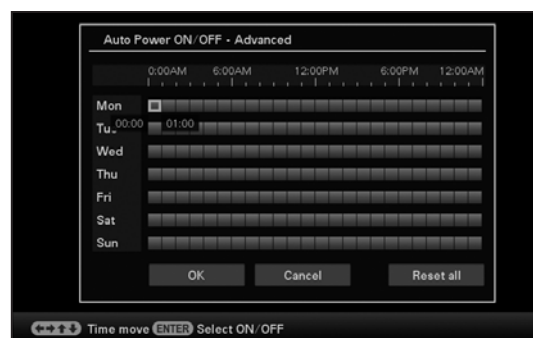 Auto Power ON/OFF - Advanced
0:00AM 6:00AM 12:00PM 6:00PM 12:00AM
Mon
00:00 01:00
Tue
Wed
Thu
Fri
Sat
Sun
OK Cancel Reset all
Time move ENTER Select ON/OFF